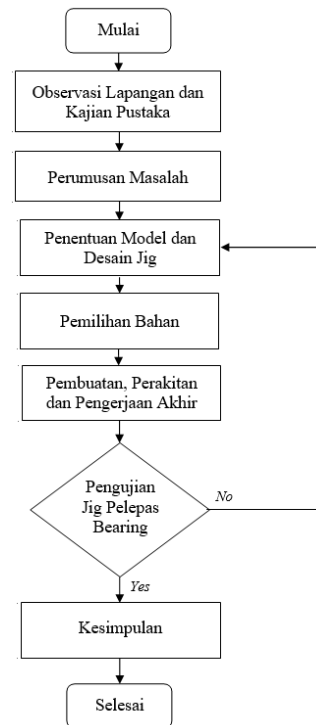 Mulai
Observasi Lapangan dan
Kajian Pustaka
Perumusan Masalah
Penentuan Model dan
Desain Jig
Pemilihan Bahan
Pembuatan, Perakitan
dan Pengerjaan Akhir
Pengujian
Jig Pelepas
Bearing
No
Yes
Kesimpulan
Selesai